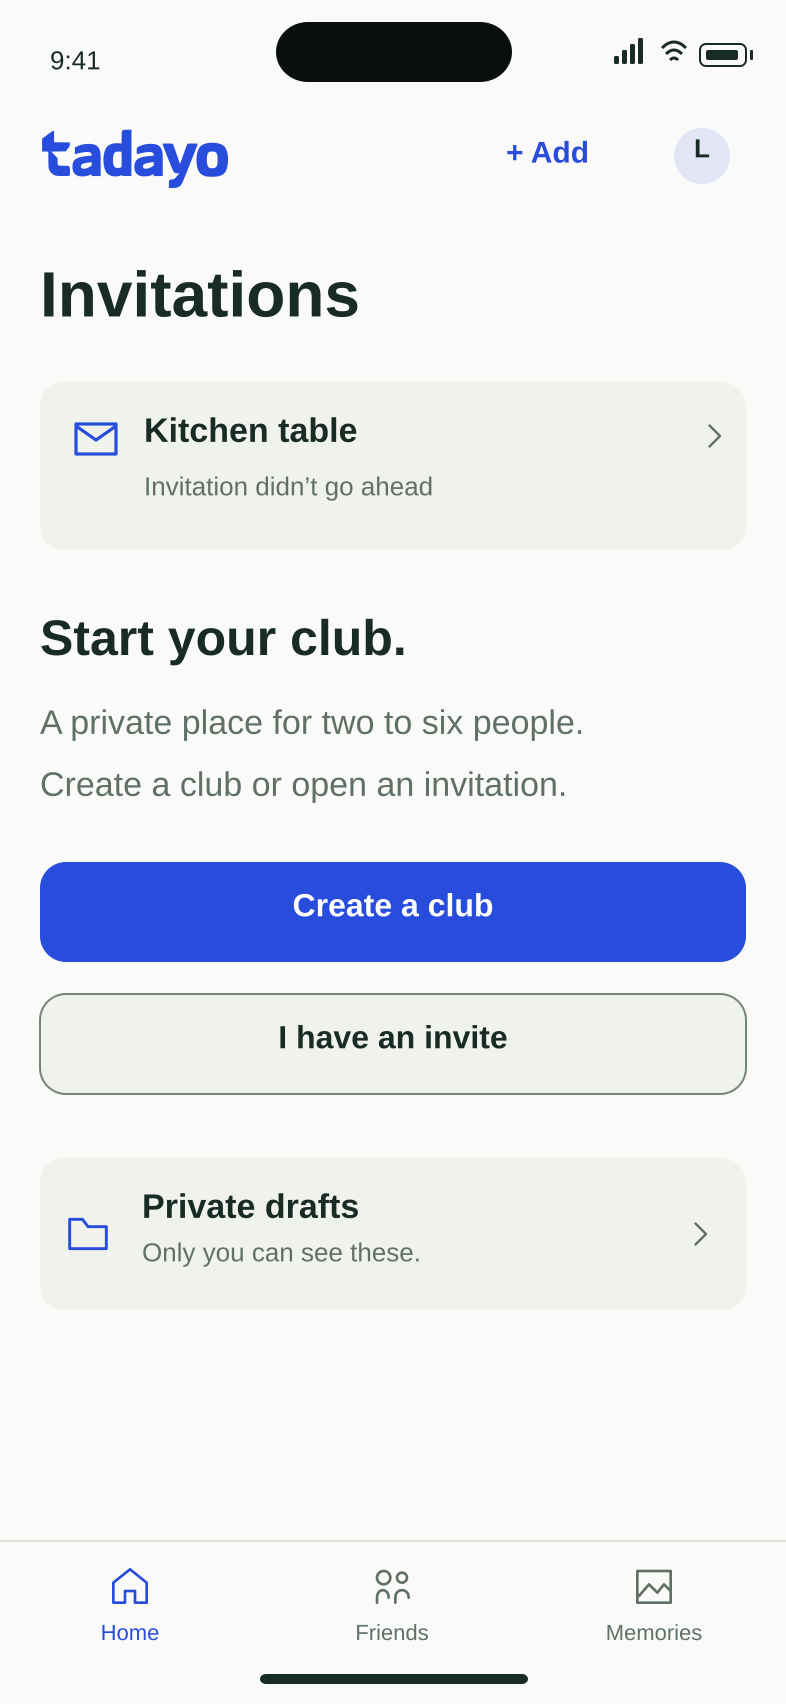 9:41
tadayo
+ Add
L
Invitations
Kitchen table
Invitation didn’t go ahead
Start your club.
A private place for two to six people.
Create a club or open an invitation.
Create a club
I have an invite
Private drafts
Only you can see these.
Home
Friends
Memories